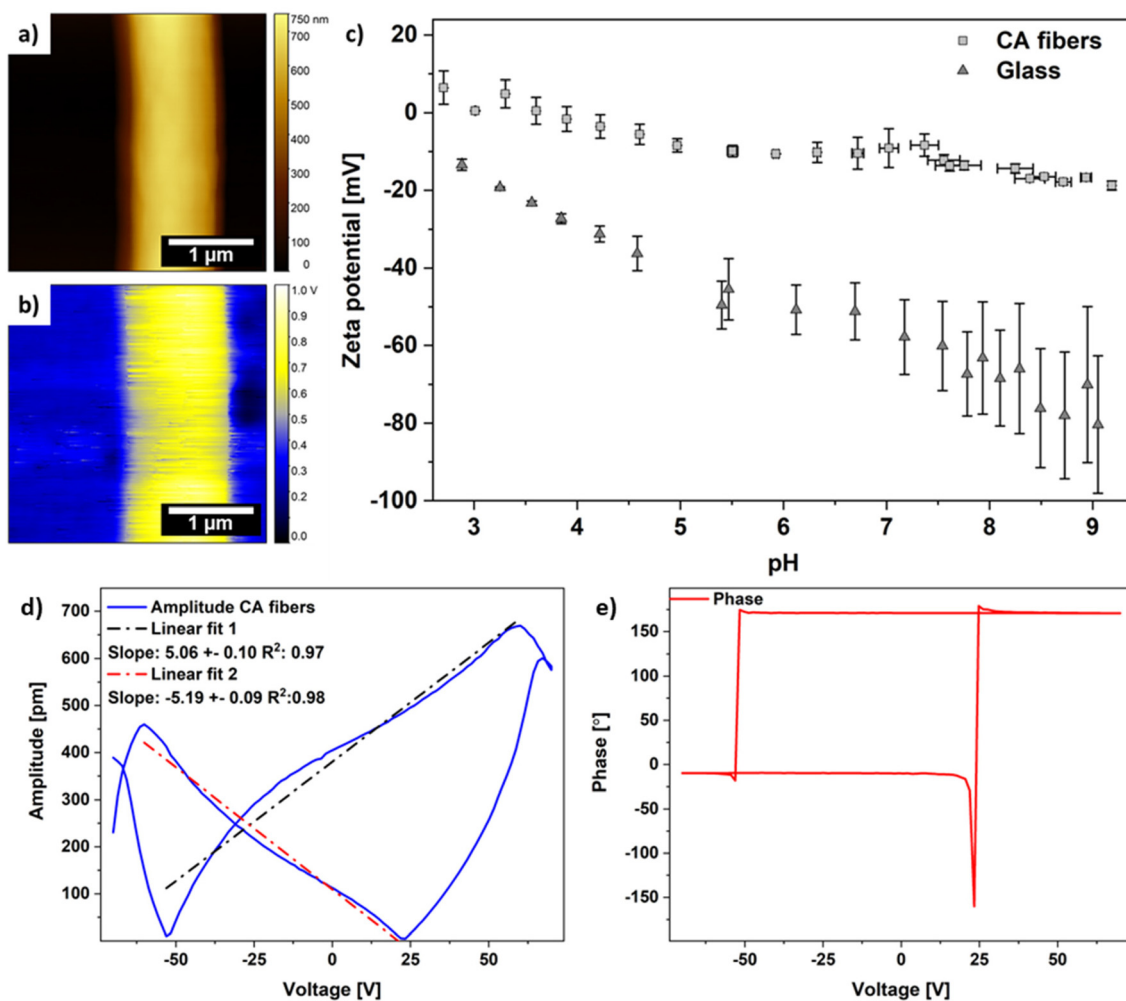 a)
750 nm
700
600
500
400
300
200
100
0
1 µm
b)
1.0 V
0.9
0.8
0.7
0.6
0.5
0.4
0.3
0.2
0.1
0.0
1 µm
c)
20
0
-20
-40
-60
-80
-100
Zeta potential [mV]
CA fibers
Glass
3 4 5 6 7 8 9
pH
d)
700
600
500
400
300
200
100
Amplitude [pm]
Amplitude CA fibers
Linear fit 1
Slope: 5.06 +- 0.10 R²: 0.97
Linear fit 2
Slope: -5.19 +- 0.09 R²:0.98
-50 -25 0 25 50
Voltage [V]
e)
150
100
50
0
-50
-100
-150
Phase [°]
Phase
-50 -25 0 25 50
Voltage [V]